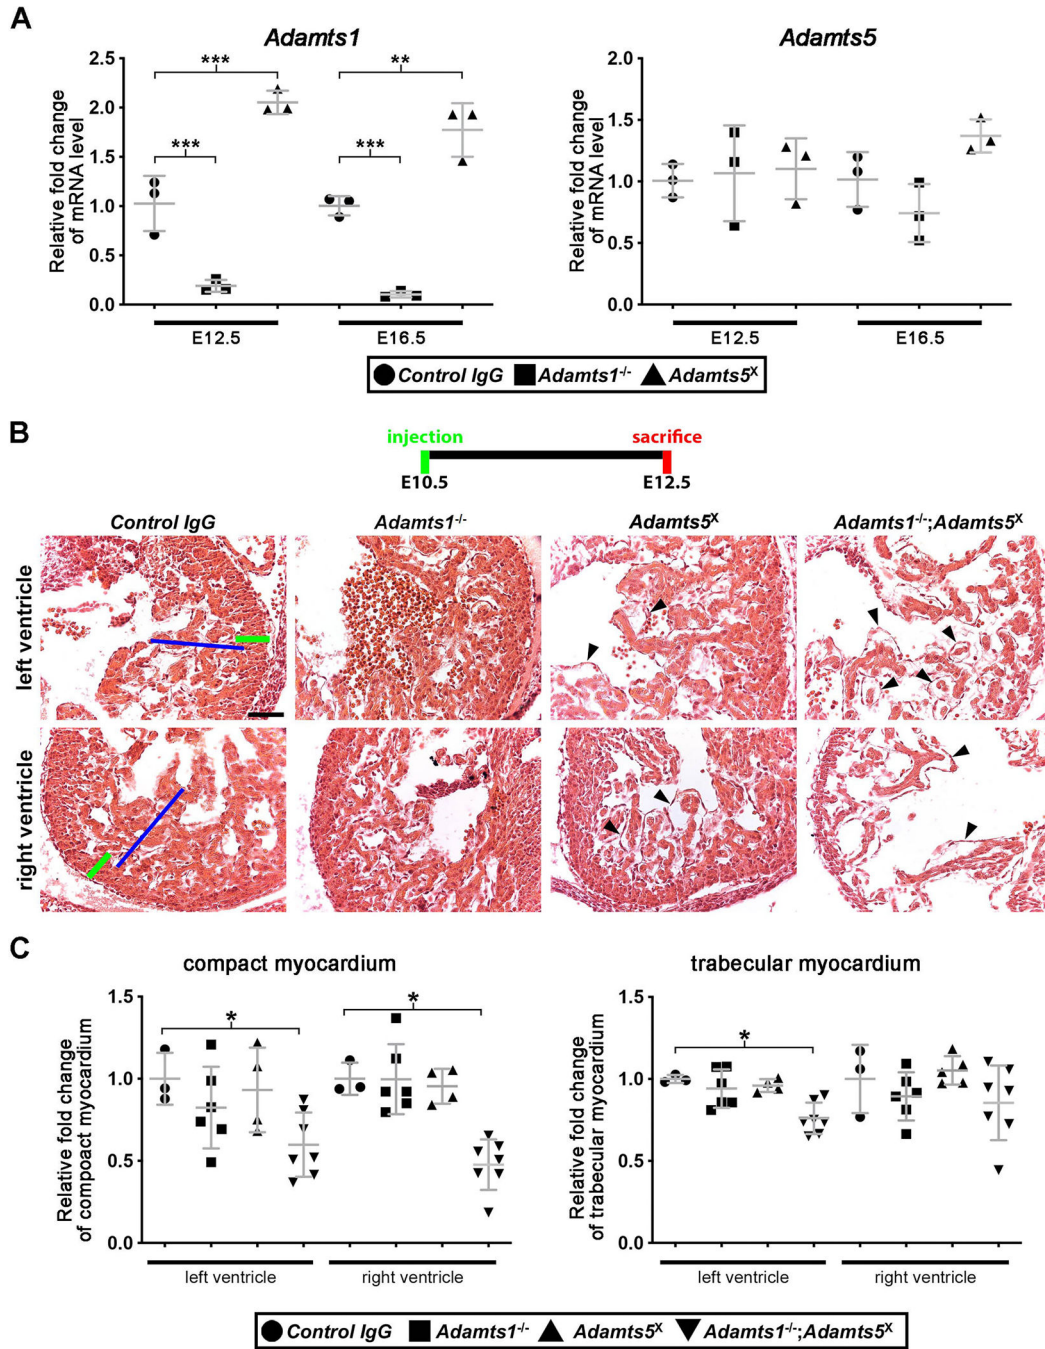 A
Adamts1
Adamts5
Relative fold change
of mRNA level
2.5
2.0
1.5
1.0
0.5
0.0
***
***
***
**
E12.5
E16.5
Relative fold change
of mRNA level
2.0
1.5
1.0
0.5
0.0
E12.5
E16.5
Control IgG Adamts1-/- Adamts5X
B
injection
sacrifice
E10.5
E12.5
Control IgG
Adamts1-/-
Adamts5X
Adamts1-/-;Adamts5X
left ventricle
right ventricle
C
compact myocardium
trabecular myocardium
Relative fold change
of compoact myocardium
1.5
1.0
0.5
0.0
*
*
left ventricle
right ventricle
Relative fold change
of trabecular myocardium
1.5
1.0
0.5
0.0
*
left ventricle
right ventricle
Control IgG Adamts1-/- Adamts5X Adamts1-/-;Adamts5X